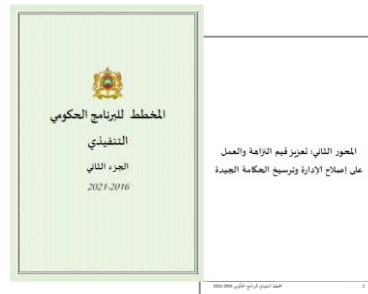 المخطط للبرنامج الحكومي
التنفيذي
الجزء الثاني
2021-2016
المحور الثاني: تعزيز قيم النزاهة والعمل
على إصلاح الإدارة وترسيخ الحكامة الجيدة
2